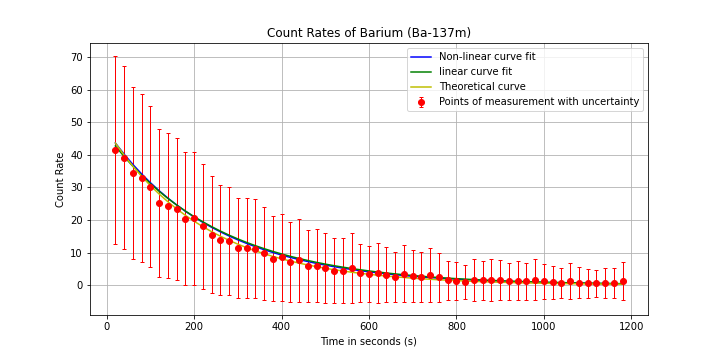 Count Rates of Barium (Ba-137m)
Non-linear curve fit
linear curve fit
Theoretical curve
Points of measurement with uncertainty
Count Rate
70
60
50
40
30
20
10
0
0 200 400 600 800 1000 1200
Time in seconds (s)